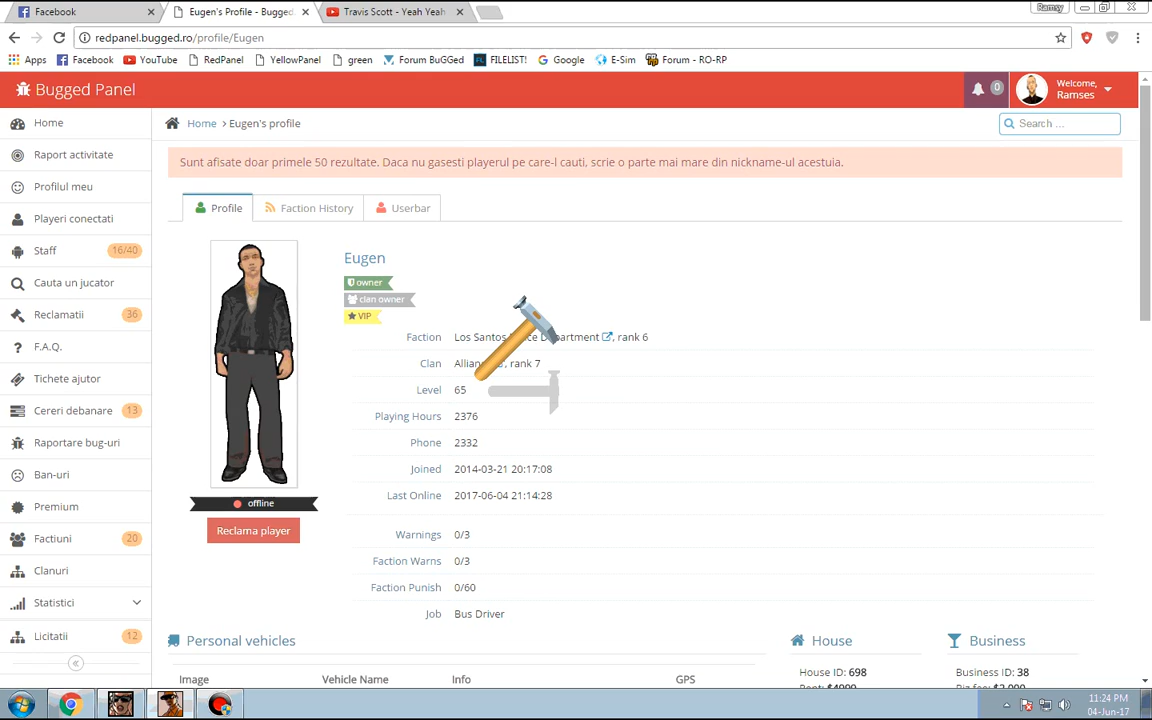 Facebook
Eugen's Profile - Bugged
Travis Scott - Yeah Yeah
Ramsy
redpanel.bugged.ro/profile/Eugen
Apps Facebook YouTube RedPanel YellowPanel green Forum BuGGed FILELIST! Google E-Sim Forum - RO-RP
Bugged Panel
0
Welcome,
Ramses
Home
Raport activitate
Profilul meu
Playeri conectati
Staff 16/40
Cauta un jucator
Reclamatii 36
F.A.Q.
Tichete ajutor
Cereri debanare 13
Raportare bug-uri
Ban-uri
Premium
Factiuni 20
Clanuri
Statistici
Licitatii 12
Home > Eugen's profile
Search ...
Sunt afisate doar primele 50 rezultate. Daca nu gasesti playerul pe care-l cauti, scrie o parte mai mare din nickname-ul acestuia.
Profile Faction History Userbar
offline
Reclama player
Eugen
owner
clan owner
VIP
Faction Los Santos , rank 6
Clan , rank 7
Level 65
Playing Hours 2376
Phone 2332
Joined 2014-03-21 20:17:08
Last Online 2017-06-04 21:14:28
Warnings 0/3
Faction Warns 0/3
Faction Punish 0/60
Job Bus Driver
Personal vehicles
Image Vehicle Name Info GPS
House
House ID: 698
Business
Business ID: 38
11:24 PM
04-Jun-17